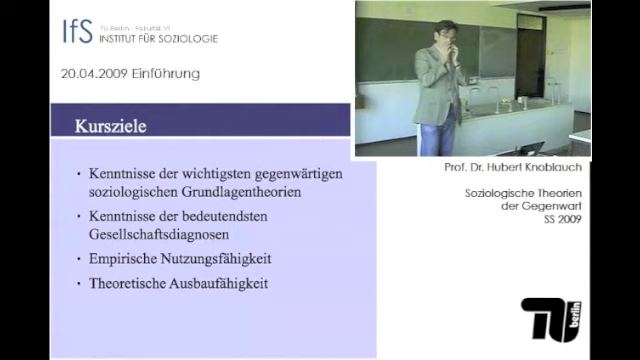 IfS
TU Berlin - Fakultät VI
INSTITUT FÜR SOZIOLOGIE
20.04.2009 Einführung
Kursziele
• Kenntnisse der wichtigsten gegenwärtigen
soziologischen Grundlagentheorien
• Kenntnisse der bedeutendsten
Gesellschaftsdiagnosen
• Empirische Nutzungsfähigkeit
• Theoretische Ausbaufähigkeit
Prof. Dr. Hubert Knoblauch
Soziologische Theorien
der Gegenwart
SS 2009
TU
berlin